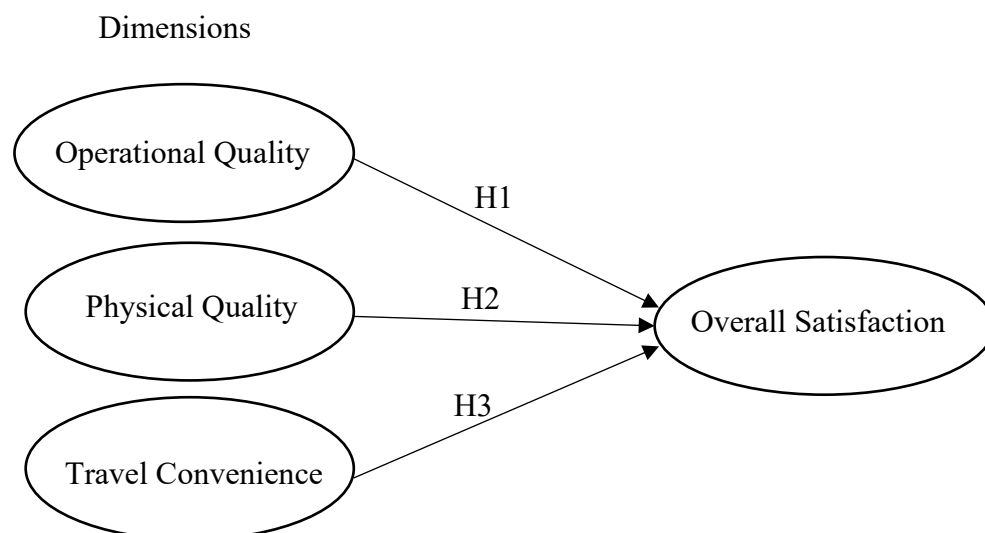 Dimensions
Operational Quality
H1
Physical Quality
H2
Overall Satisfaction
H3
Travel Convenience